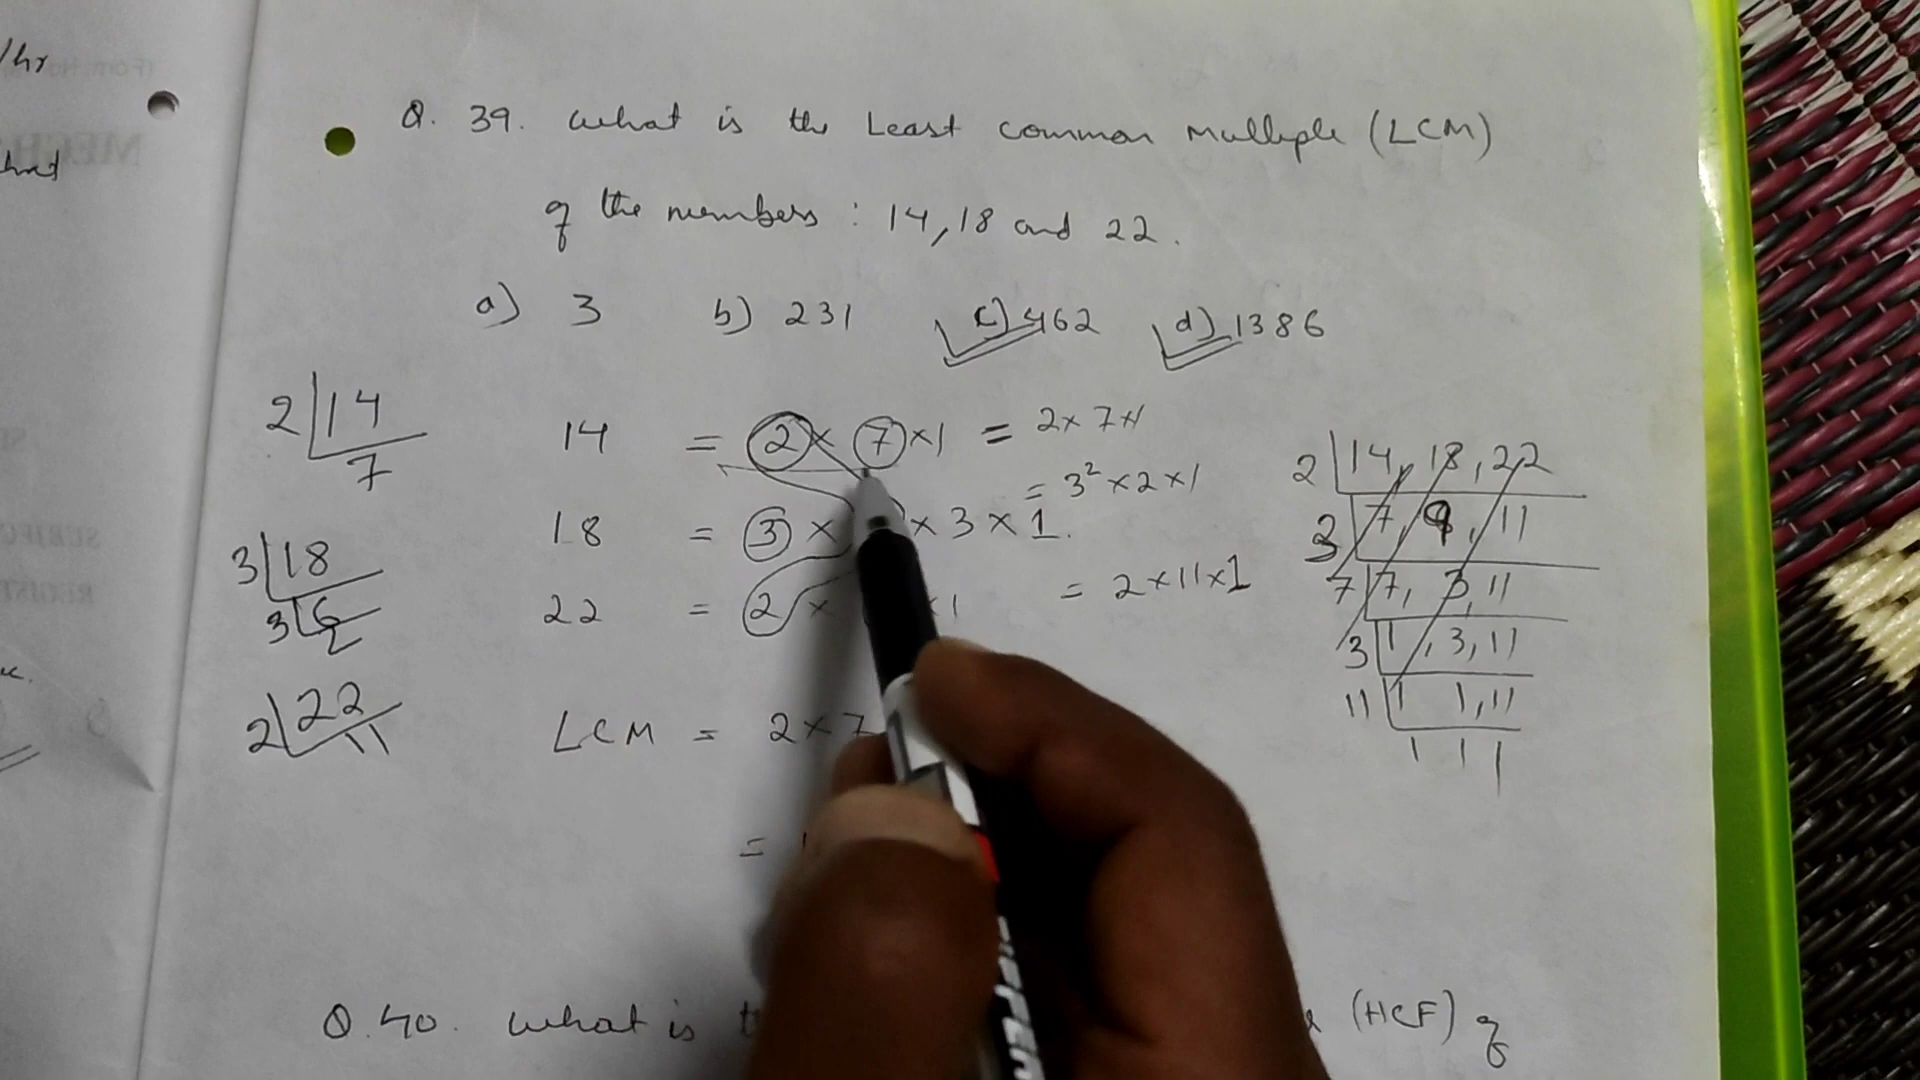 /hr
Q. 39. What is the Least Common Multiple (LCM)
of the numbers : 14, 18 and 22.
a) 3 b) 231 c) 462 d) 1386
2 14
7
14 = 2 × 7 × 1 = 2 × 7 × 1
= 3² × 2 × 1
18 = 3 × × 3 × 1.
3 18
3 6
2
22 = 2 × × 1 = 2 × 11 × 1
2 22
11
LCM = 2 × 7
=
2 14, 18, 22
3 7, 9, 11
7 7, 3, 11
3 1, 3, 11
11 1 1, 11
1 1 1
Q. 40. What is (HCF) of